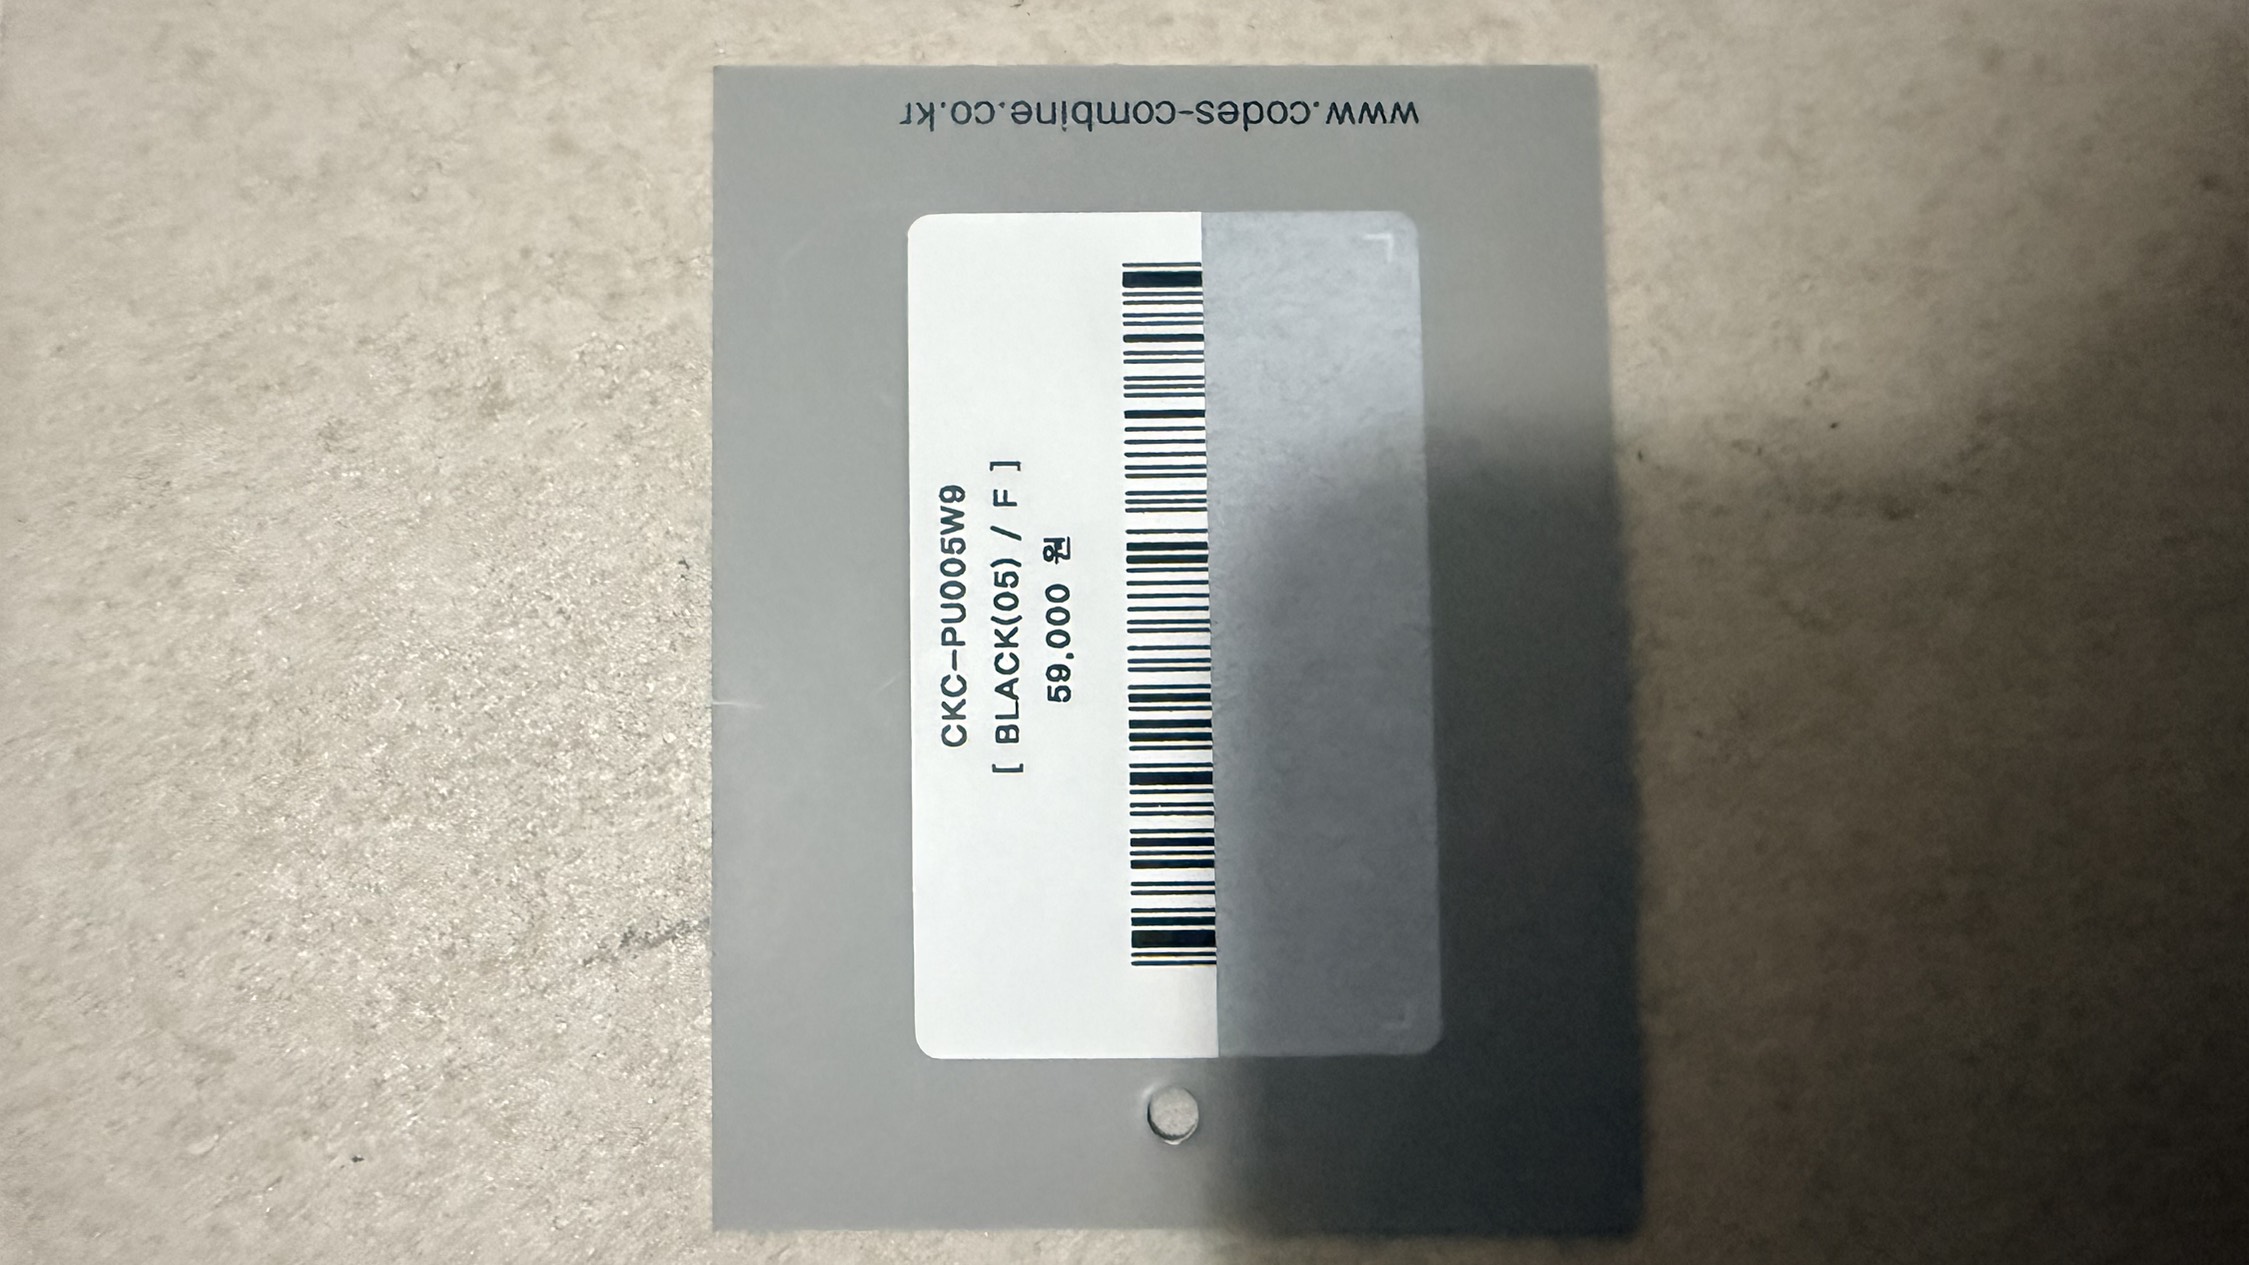 www.codes-combine.co.kr
CKC-PU005W9
[ BLACK(05) / F ]
59,000 원